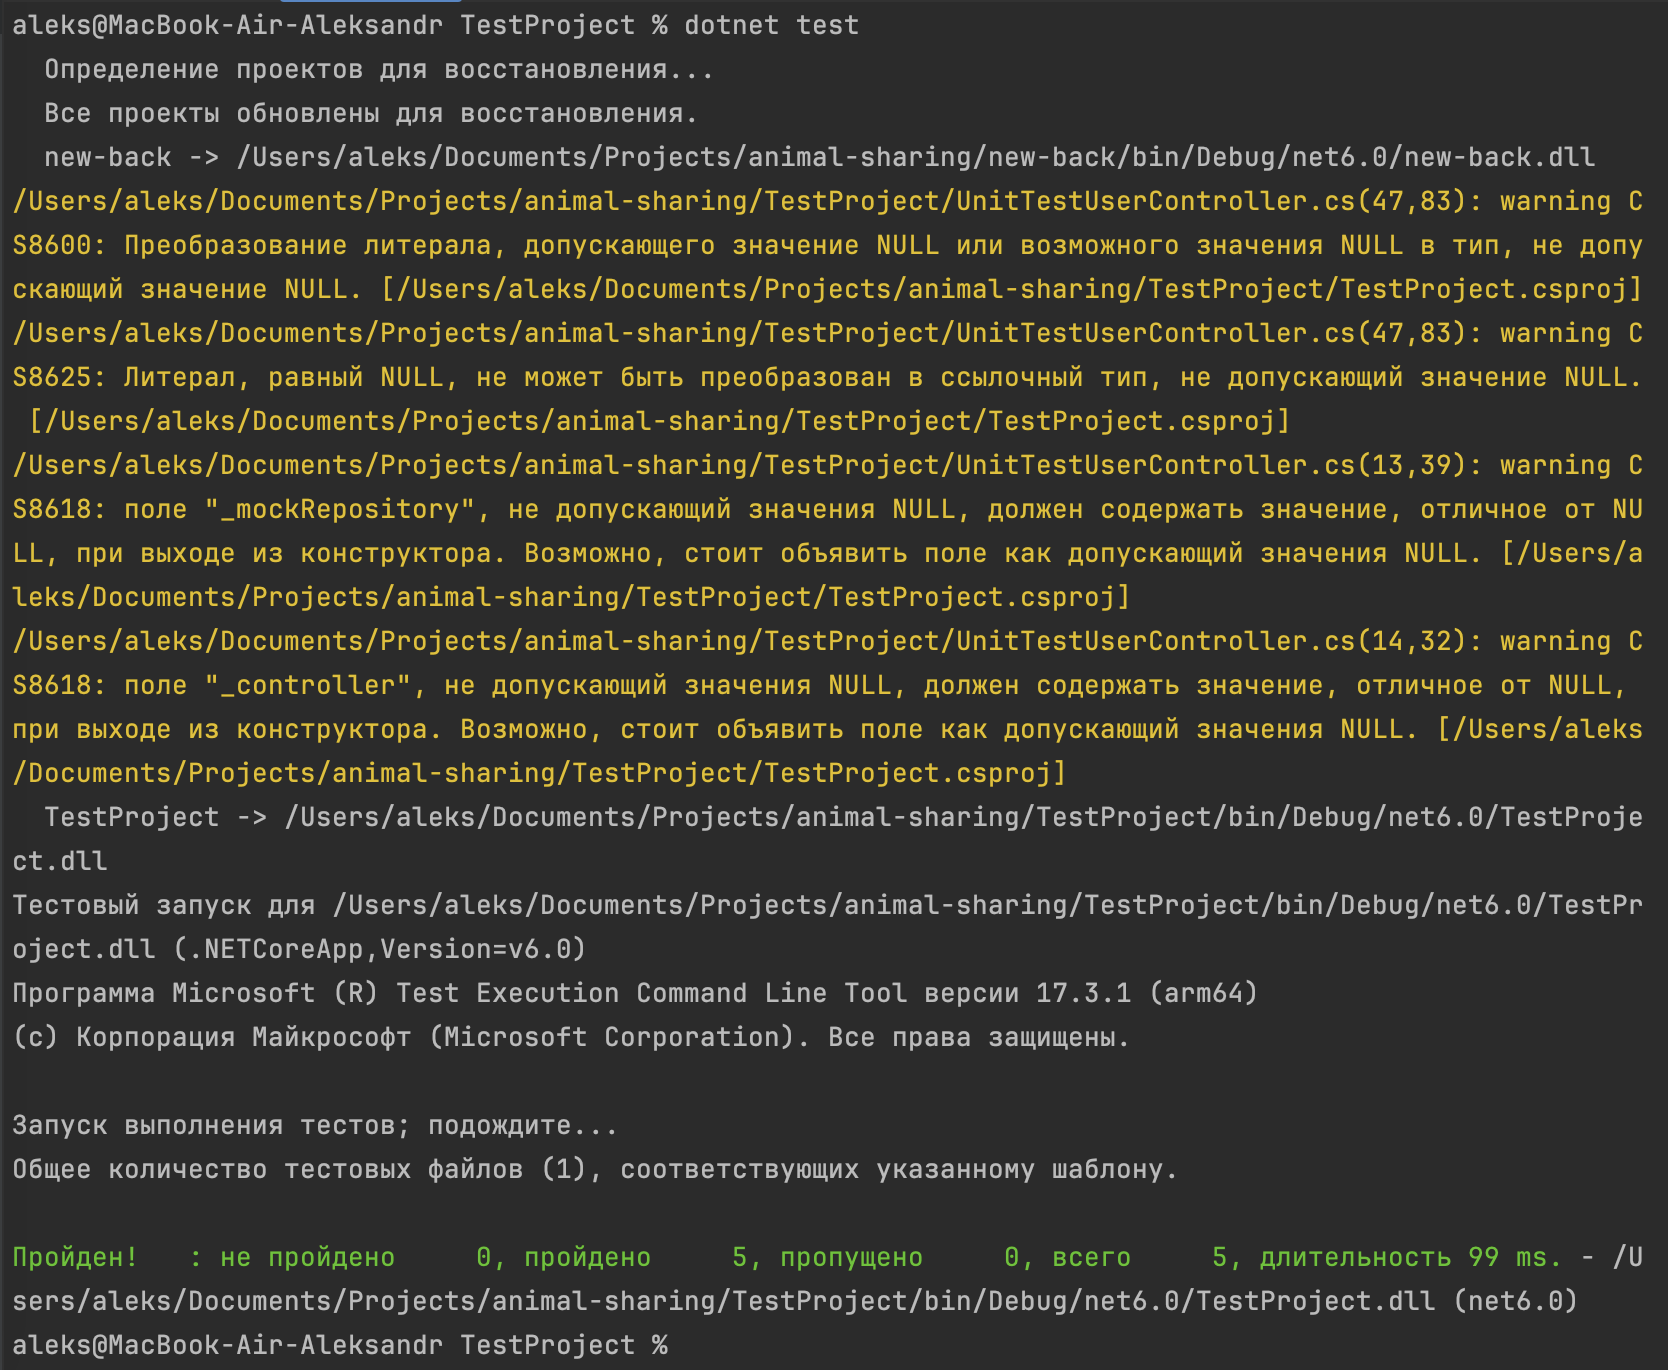 aleks@MacBook-Air-Aleksandr TestProject % dotnet test
  Определение проектов для восстановления...
  Все проекты обновлены для восстановления.
  new-back -> /Users/aleks/Documents/Projects/animal-sharing/new-back/bin/Debug/net6.0/new-back.dll
/Users/aleks/Documents/Projects/animal-sharing/TestProject/UnitTestUserController.cs(47,83): warning C
S8600: Преобразование литерала, допускающего значение NULL или возможного значения NULL в тип, не допу
скающий значение NULL. [/Users/aleks/Documents/Projects/animal-sharing/TestProject/TestProject.csproj]
/Users/aleks/Documents/Projects/animal-sharing/TestProject/UnitTestUserController.cs(47,83): warning C
S8625: Литерал, равный NULL, не может быть преобразован в ссылочный тип, не допускающий значение NULL.
 [/Users/aleks/Documents/Projects/animal-sharing/TestProject/TestProject.csproj]
/Users/aleks/Documents/Projects/animal-sharing/TestProject/UnitTestUserController.cs(13,39): warning C
S8618: поле "_mockRepository", не допускающий значения NULL, должен содержать значение, отличное от NU
LL, при выходе из конструктора. Возможно, стоит объявить поле как допускающий значения NULL. [/Users/a
leks/Documents/Projects/animal-sharing/TestProject/TestProject.csproj]
/Users/aleks/Documents/Projects/animal-sharing/TestProject/UnitTestUserController.cs(14,32): warning C
S8618: поле "_controller", не допускающий значения NULL, должен содержать значение, отличное от NULL,
при выходе из конструктора. Возможно, стоит объявить поле как допускающий значения NULL. [/Users/aleks
/Documents/Projects/animal-sharing/TestProject/TestProject.csproj]
  TestProject -> /Users/aleks/Documents/Projects/animal-sharing/TestProject/bin/Debug/net6.0/TestProje
ct.dll
Тестовый запуск для /Users/aleks/Documents/Projects/animal-sharing/TestProject/bin/Debug/net6.0/TestPr
oject.dll (.NETCoreApp,Version=v6.0)
Программа Microsoft (R) Test Execution Command Line Tool версии 17.3.1 (arm64)
(c) Корпорация Майкрософт (Microsoft Corporation). Все права защищены.

Запуск выполнения тестов; подождите...
Общее количество тестовых файлов (1), соответствующих указанному шаблону.

Пройден!   : не пройдено     0, пройдено     5, пропущено     0, всего     5, длительность 99 ms. - /U
sers/aleks/Documents/Projects/animal-sharing/TestProject/bin/Debug/net6.0/TestProject.dll (net6.0)
aleks@MacBook-Air-Aleksandr TestProject %